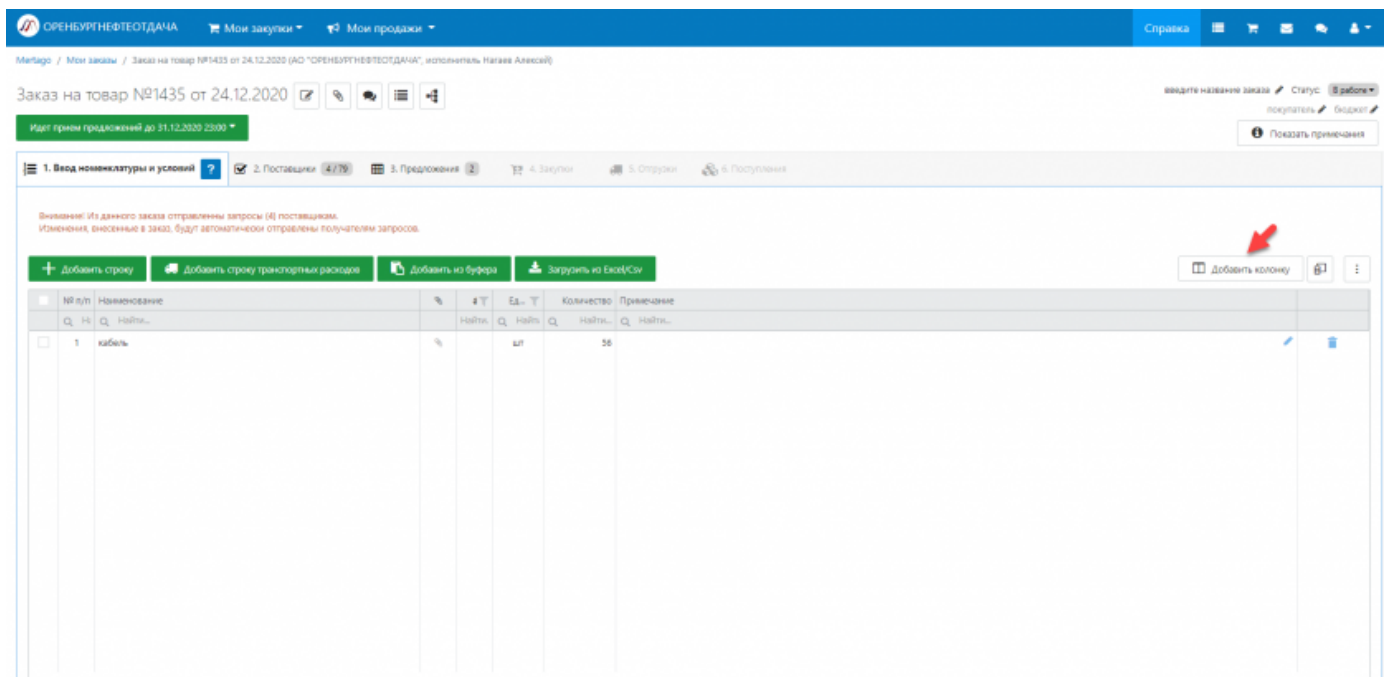 ОРЕНБУРГНЕФТЕОТДАЧА Мои закупки Мои продажи Справка
Mertago / Мои заказы / Заказ на товар №1435 от 24.12.2020 (АО "ОРЕНБУРГНЕФТЕОТДАЧА", исполнитель Нагаев Алексей)
Заказ на товар №1435 от 24.12.2020 введите название заказа Статус: В работе
покупатель бюджет
Идет прием предложений до 31.12.2020 23:00 Показать примечания
1. Ввод номенклатуры и условий ? 2. Поставщики 4 / 79 3. Предложения 2 4. Закупки 5. Отгрузки 6. Поступления
Внимание! Из данного заказа отправленны запросы (4) поставщикам.
Изменения, внесенные в заказ, будут автоматически отправлены получателям запросов.
Добавить строку Добавить строку транспортных расходов Добавить из буфера Загрузить из Excel/Csv Добавить колонку
№ п/п Наименование Ед... Количество Примечание
На Найти... Найти. Найти Найти... Найти...
1 кабель шт 56